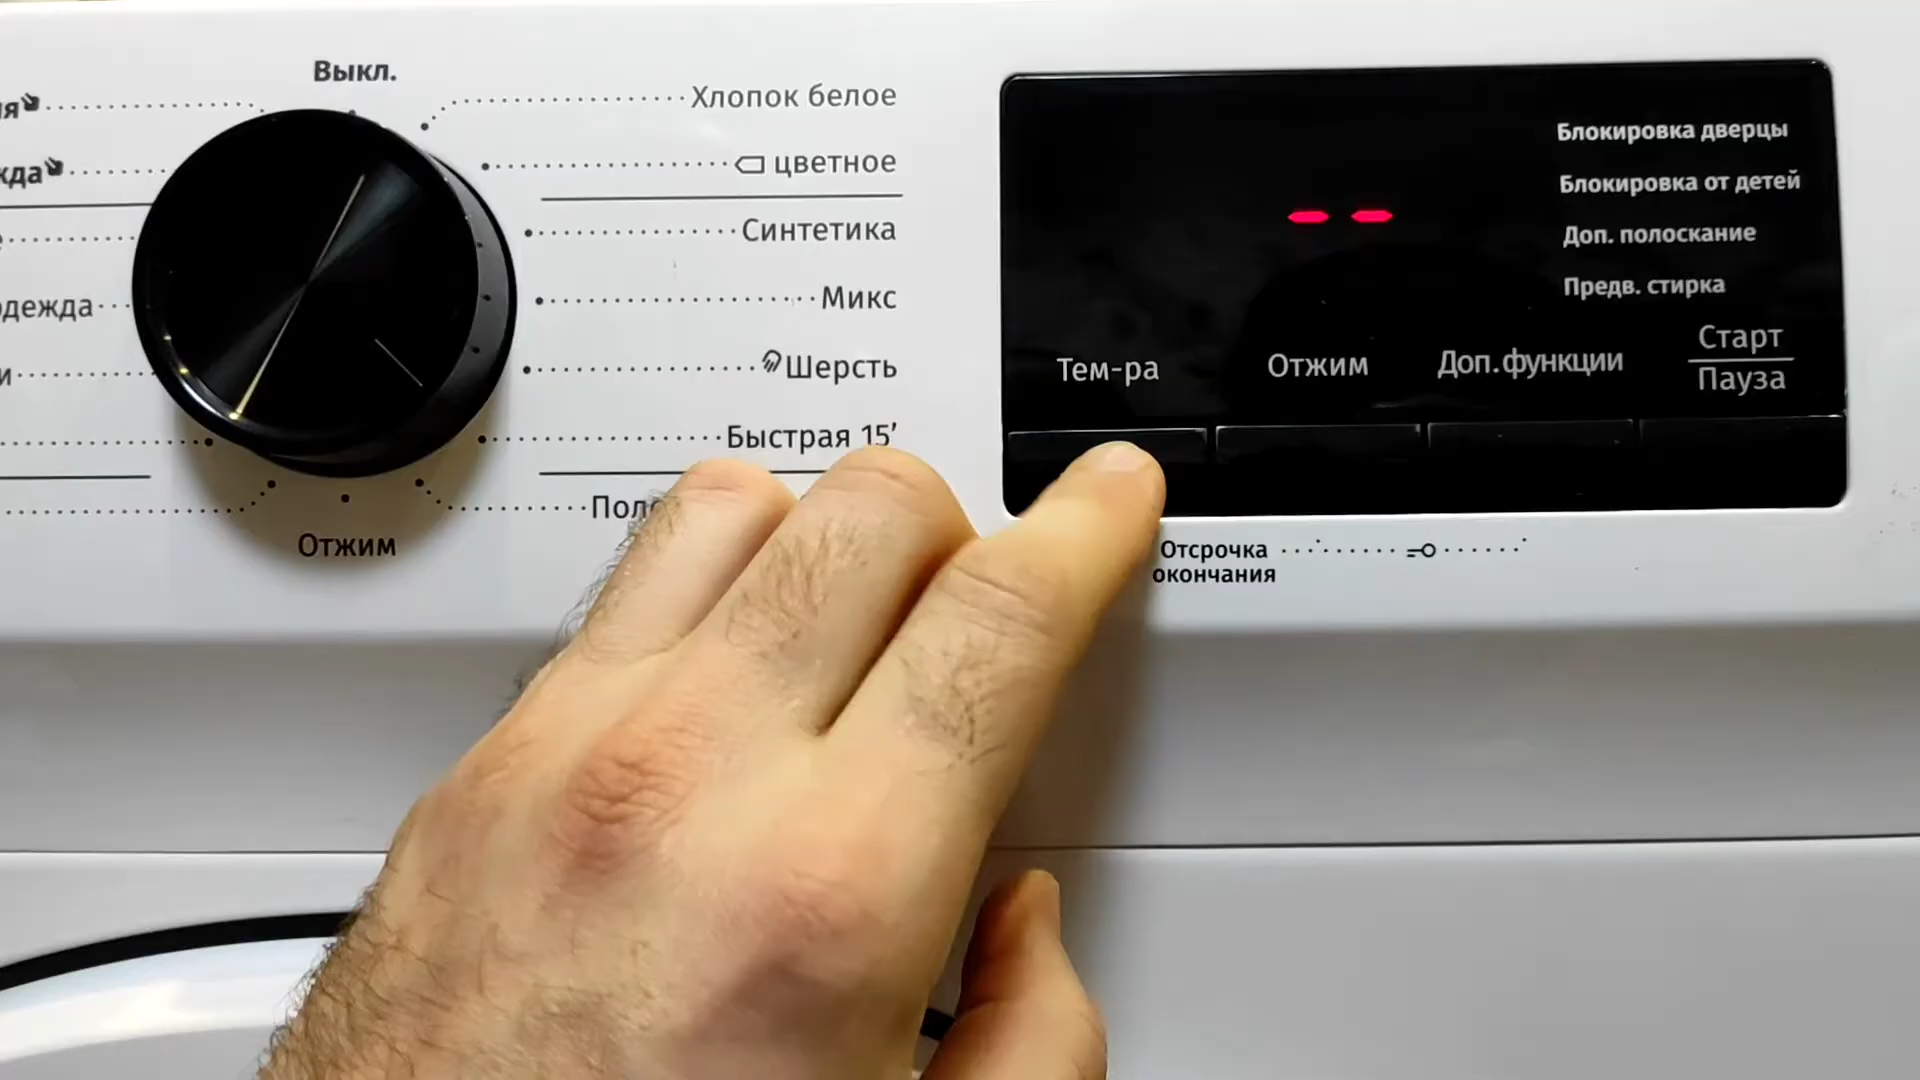 Выкл.
Хлопок белое
цветное
Синтетика
Микс
Шерсть
Быстрая 15’
Отжим
Блокировка дверцы
Блокировка от детей
Доп. полоскание
Предв. стирка
Тем-ра
Отжим
Доп.функции
Старт
Пауза
Отсрочка
окончания